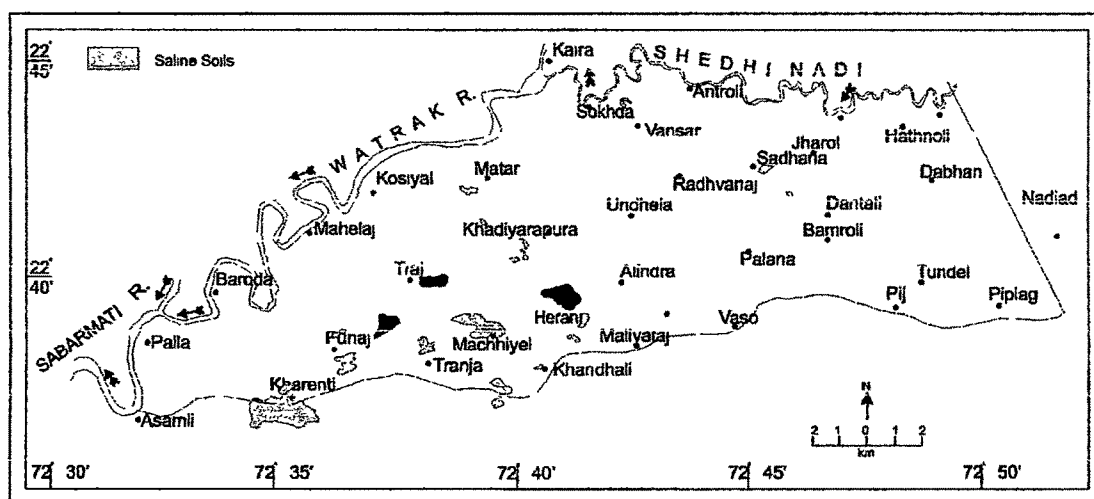 22°
45'
Saline Soils
Kaira
SHEDHI NADI
WATRAK R.
Sokhda
Antroli
Vansar
Hathnoli
Jharol
Sadhana
Matar
Kosiyal
Radhvanaj
Dabhan
Nadiad
Undhela
Dantali
Mahelaj
Khadiyarapura
Bamroli
22°
40'
Traj
Alindra
Palana
Tundel
SABARMATI R.
Baroda
Heranj
Pij
Piplag
Vaso
Palla
Funaj
Machhiyel
Maliyaraj
Tranja
Khandhali
Kharenti
N
Asamli
2 1 0 1 2
km
72° 30' 72° 35' 72° 40' 72° 45' 72° 50'